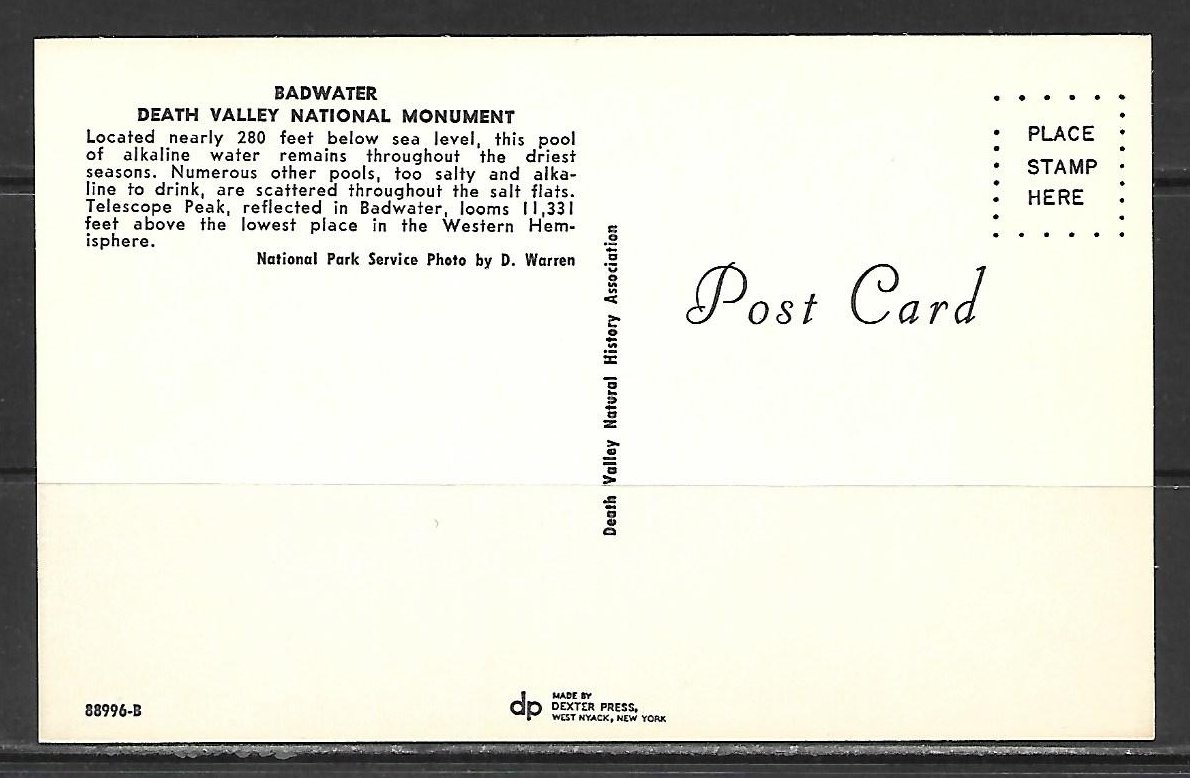 BADWATER
DEATH VALLEY NATIONAL MONUMENT
Located nearly 280 feet below sea level, this pool
of alkaline water remains throughout the driest
seasons. Numerous other pools, too salty and alka-
line to drink, are scattered throughout the salt flats.
Telescope Peak, reflected in Badwater, looms 11,331
feet above the lowest place in the Western Hem-
isphere.
National Park Service Photo by D. Warren
Death Valley Natural History Association
PLACE
STAMP
HERE
Post Card
88996-B
dp
MADE BY
DEXTER PRESS,
WEST NYACK, NEW YORK